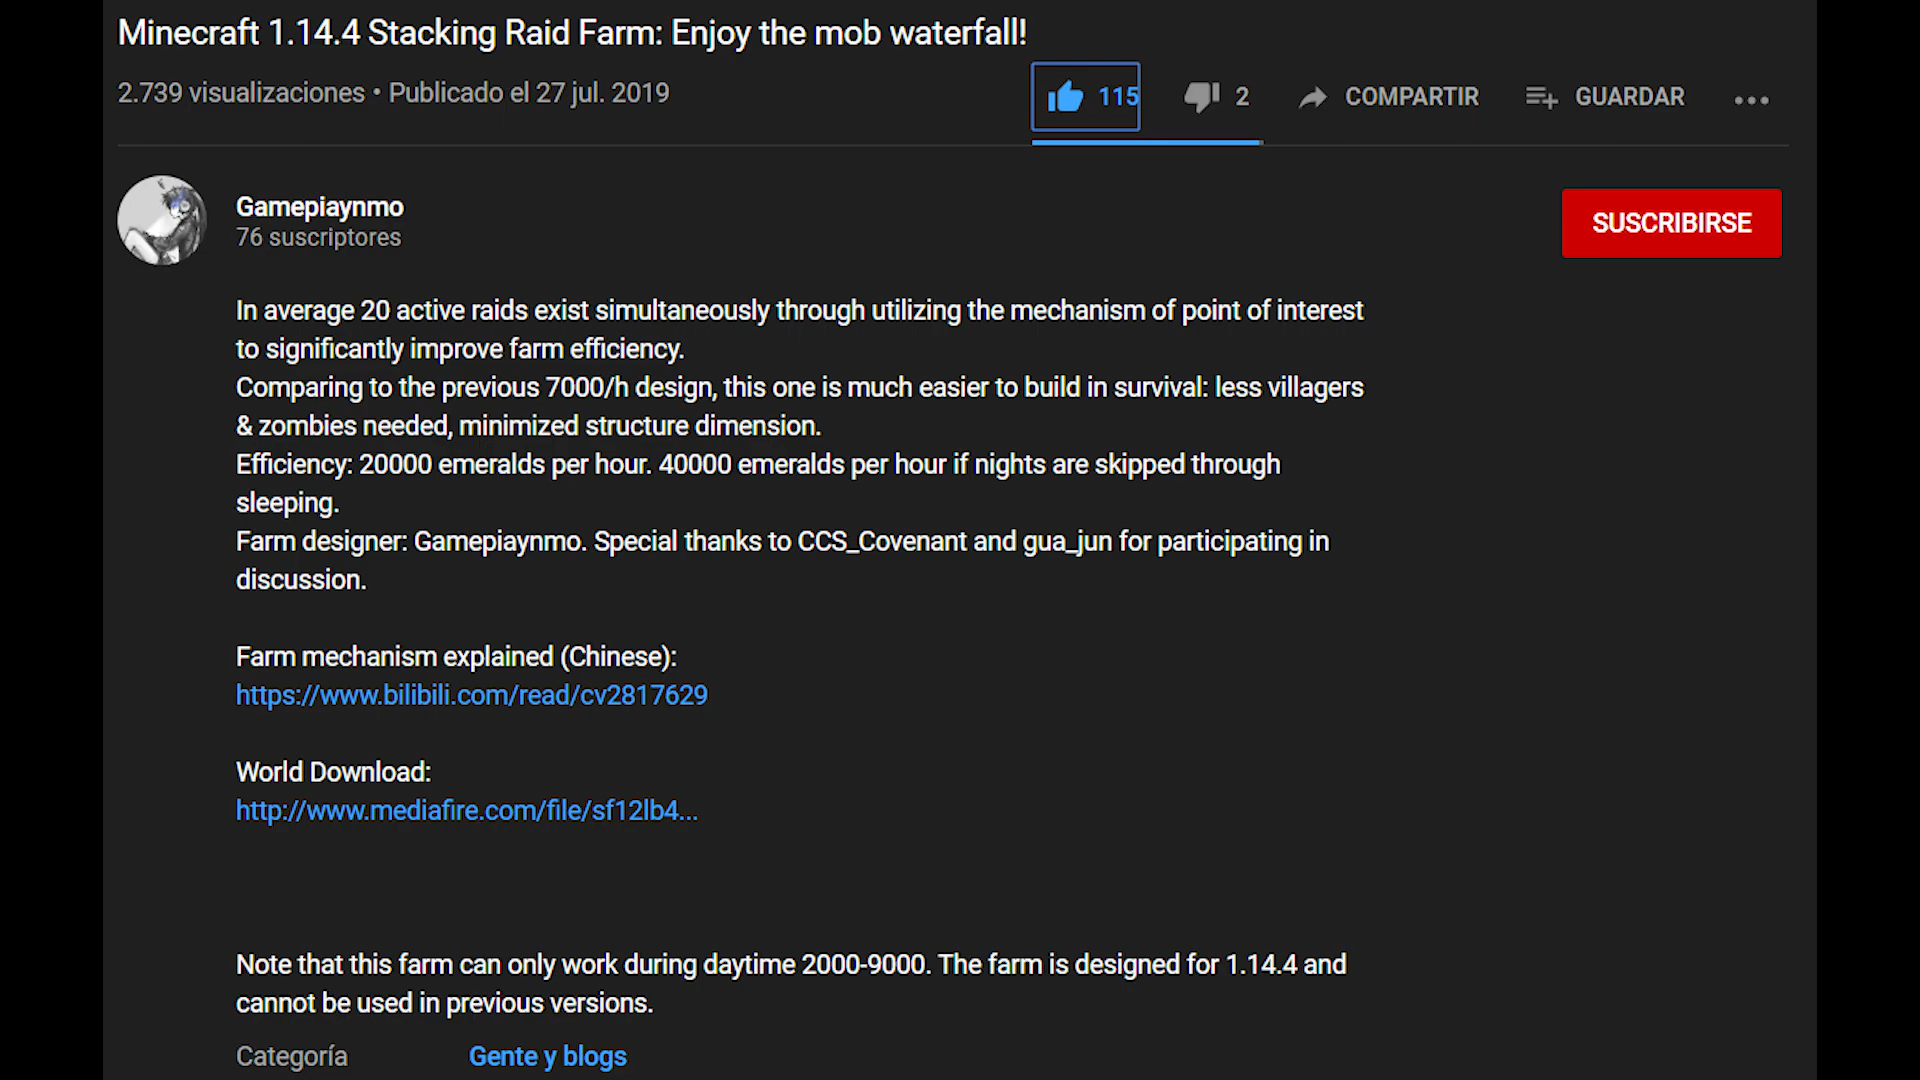 Minecraft 1.14.4 Stacking Raid Farm: Enjoy the mob waterfall!
2.739 visualizaciones • Publicado el 27 jul. 2019
115 2 COMPARTIR GUARDAR
Gamepiaynmo
76 suscriptores
SUSCRIBIRSE
In average 20 active raids exist simultaneously through utilizing the mechanism of point of interest
to significantly improve farm efficiency.
Comparing to the previous 7000/h design, this one is much easier to build in survival: less villagers
& zombies needed, minimized structure dimension.
Efficiency: 20000 emeralds per hour. 40000 emeralds per hour if nights are skipped through
sleeping.
Farm designer: Gamepiaynmo. Special thanks to CCS_Covenant and gua_jun for participating in
discussion.
Farm mechanism explained (Chinese):
https://www.bilibili.com/read/cv2817629
World Download:
http://www.mediafire.com/file/sf12lb4...
Note that this farm can only work during daytime 2000-9000. The farm is designed for 1.14.4 and
cannot be used in previous versions.
Categoría Gente y blogs